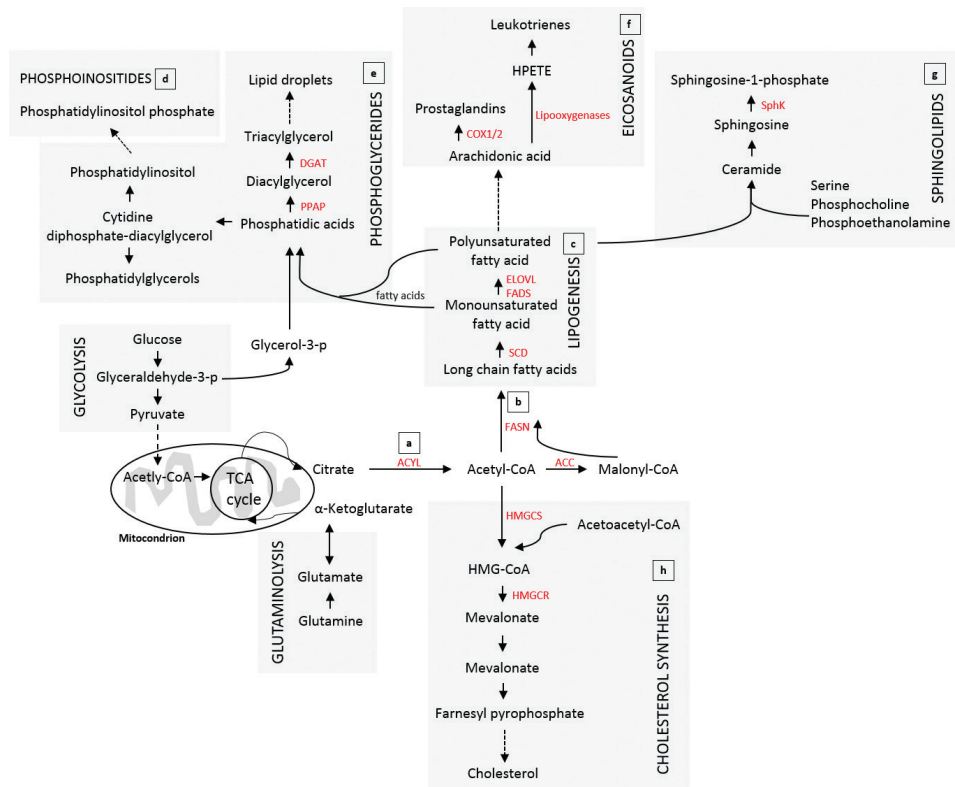 PHOSPHOINOSITIDES
d
Phosphatidylinositol phosphate
Phosphatidylinositol
Cytidine
diphosphate-diacylglycerol
Phosphatidylglycerols
e
PHOSPHOGLYCERIDES
Lipid droplets
Triacylglycerol
DGAT
Diacylglycerol
PPAP
Phosphatidic acids
f
EICOSANOIDS
Leukotrienes
HPETE
Prostaglandins
Lipooxygenases
COX1/2
Arachidonic acid
g
SPHINGOLIPIDS
Sphingosine-1-phosphate
SphK
Sphingosine
Ceramide
Serine
Phosphocholine
Phosphoethanolamine
c
LIPOGENESIS
Polyunsaturated
fatty acid
ELOVL
FADS
Monounsaturated
fatty acid
SCD
Long chain fatty acids
fatty acids
Glycerol-3-p
GLYCOLYSIS
Glucose
Glyceraldehyde-3-p
Pyruvate
Acetly-CoA
TCA
cycle
Mitocondrion
Citrate
a
ACYL
Acetyl-CoA
b
FASN
ACC
Malonyl-CoA
α-Ketoglutarate
GLUTAMINOLYSIS
Glutamate
Glutamine
HMGCS
Acetoacetyl-CoA
h
CHOLESTEROL SYNTHESIS
HMG-CoA
HMGCR
Mevalonate
Mevalonate
Farnesyl pyrophosphate
Cholesterol